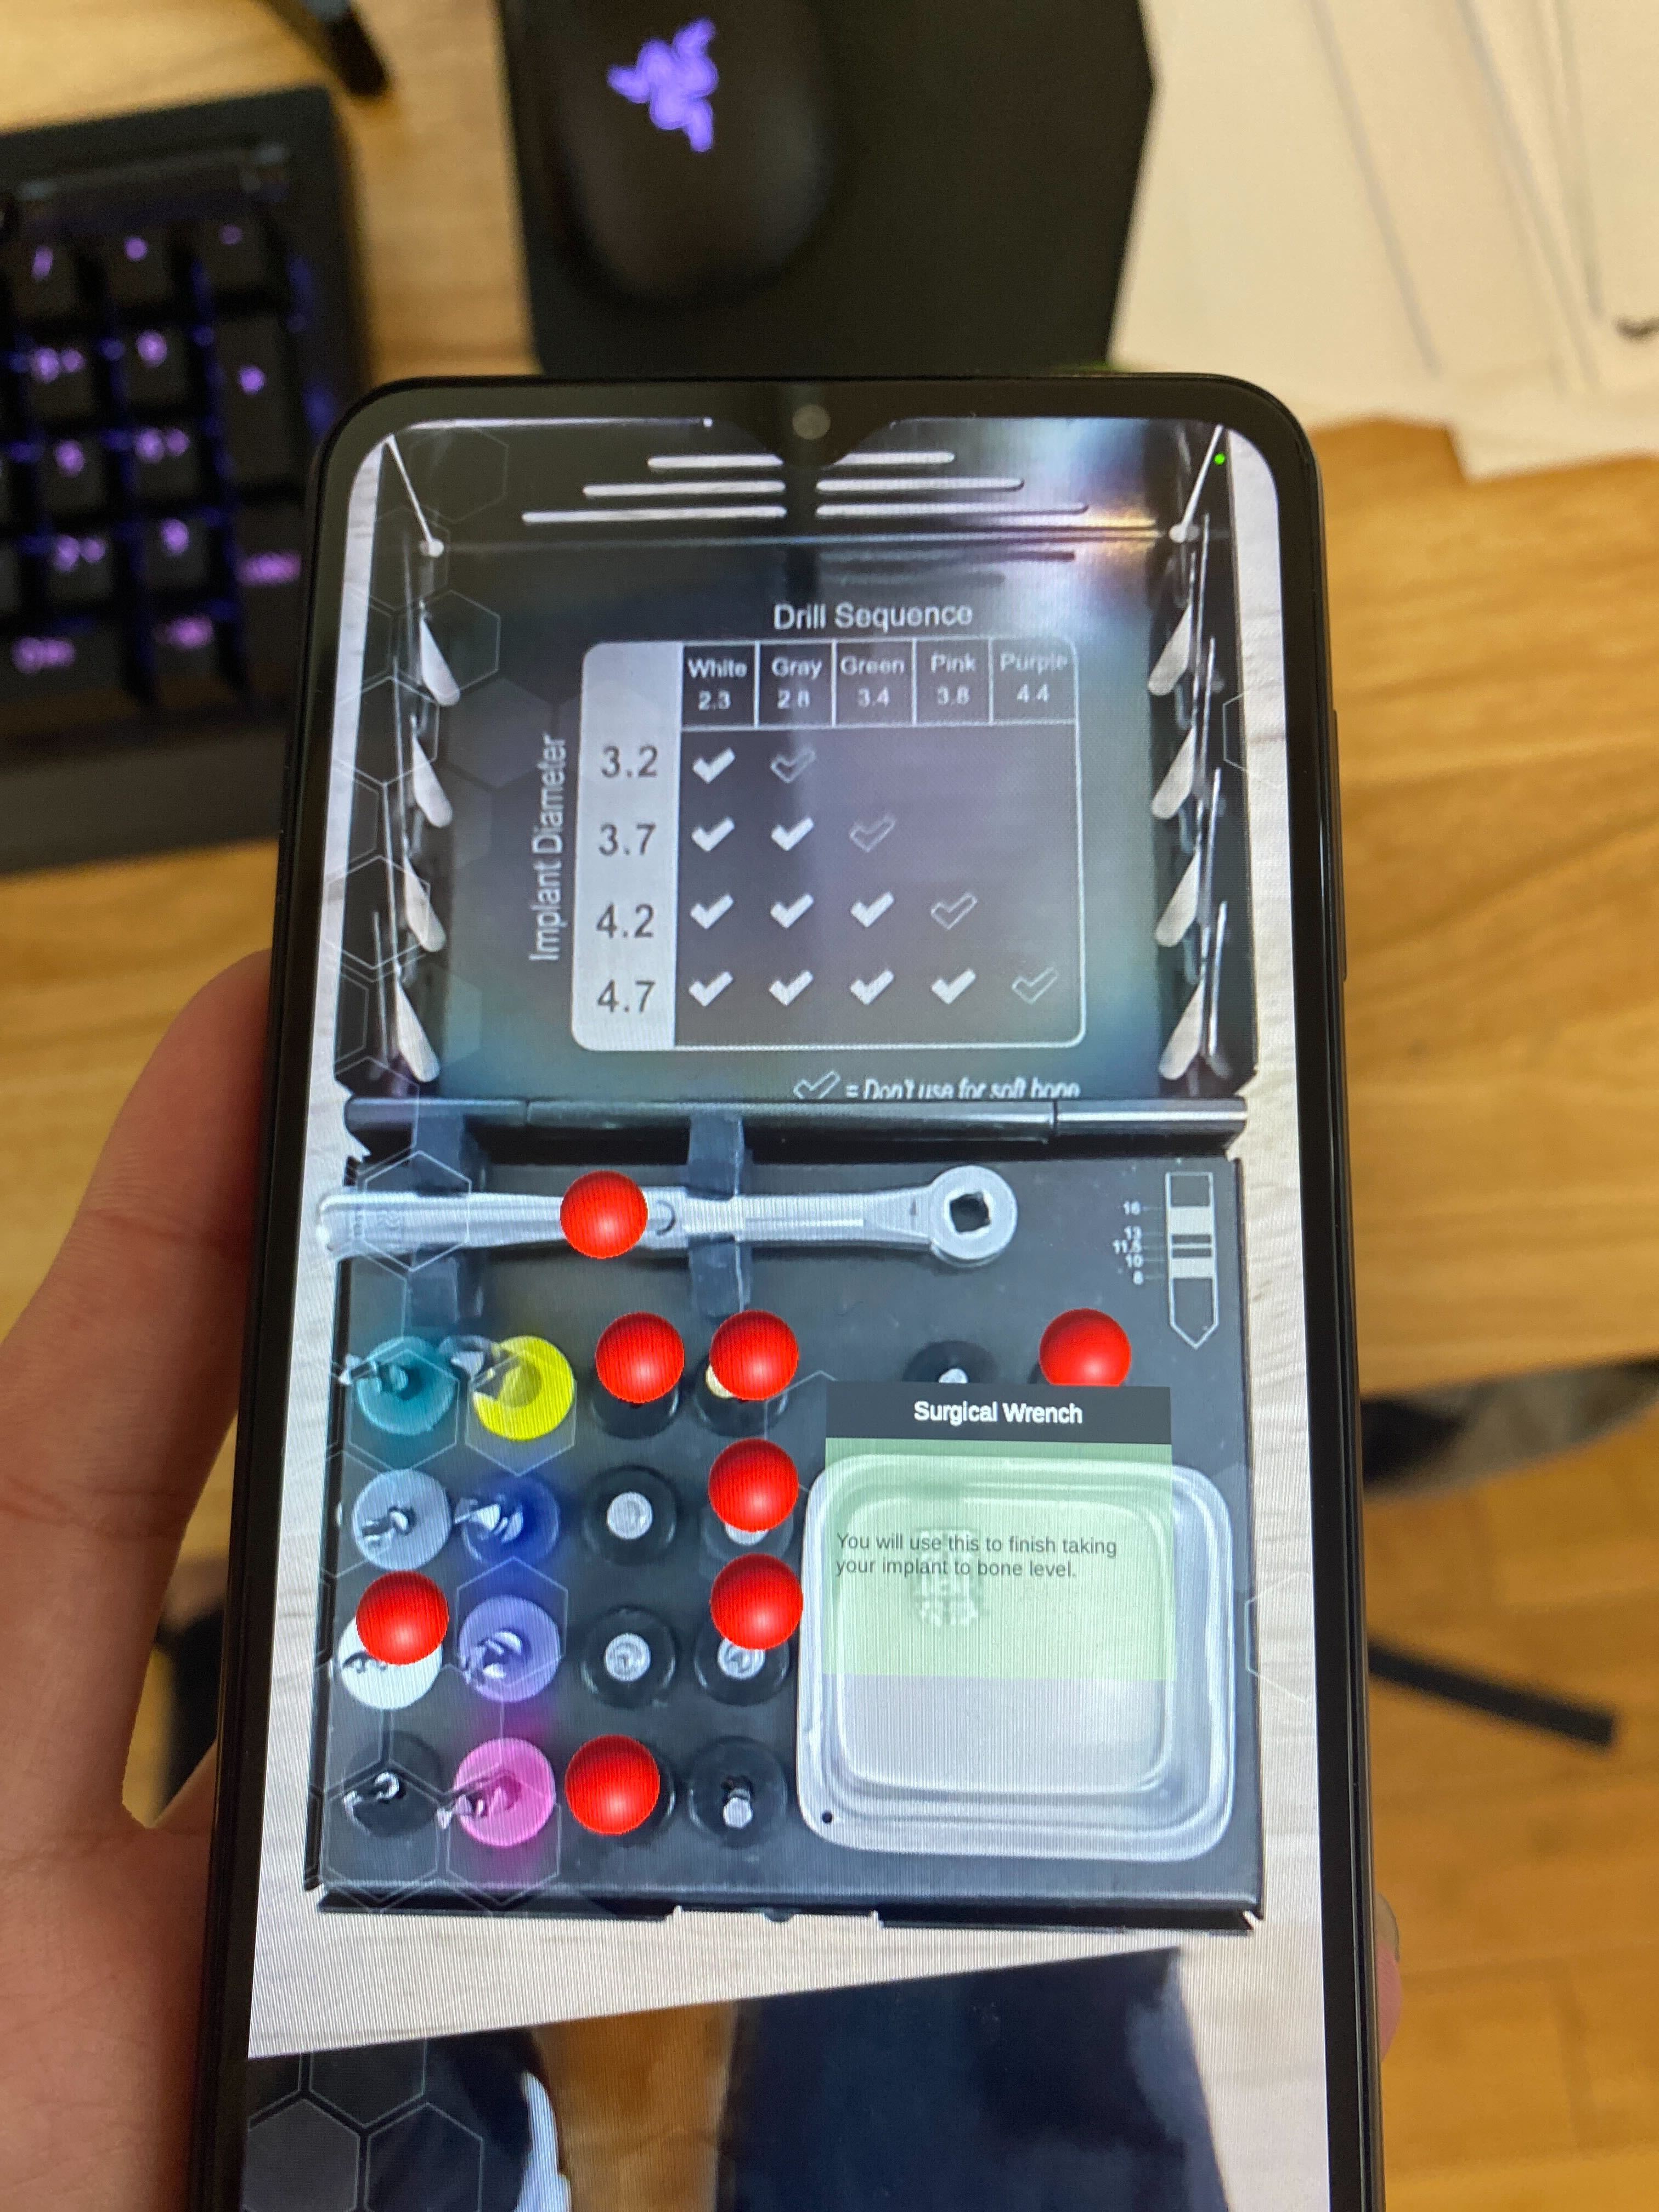 Drill Sequence
White Gray Green Pink Purple
2.3 2.8 3.4 3.8 4.4
Implant Diameter
3.2
3.7
4.2
4.7
= Don't use for soft bone
16
13
11.5
10
8
Surgical Wrench
You will use this to finish taking
your implant to bone level.